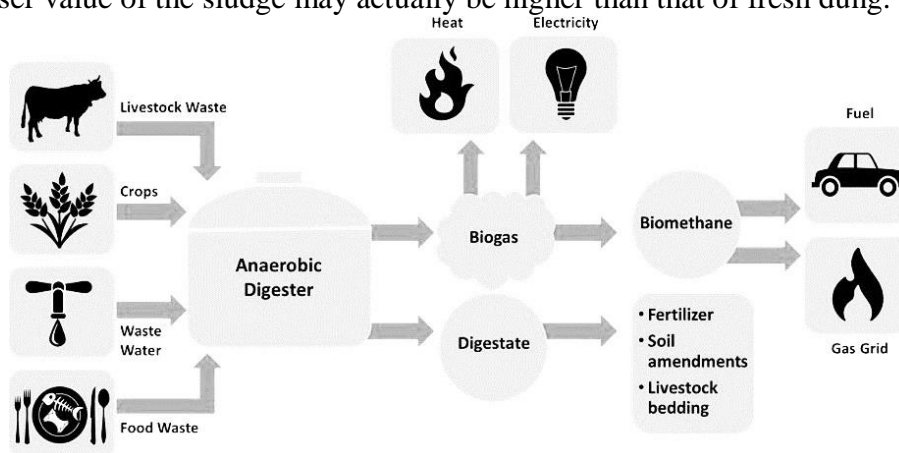 ser value of the sludge may actually be higher than that of fresh dung.
Heat
Electricity
Livestock Waste
Fuel
Crops
Biogas
Biomethane
Anaerobic
Digester
Waste
Water
Digestate
• Fertilizer
• Soil
amendments
• Livestock
bedding
Gas Grid
Food Waste